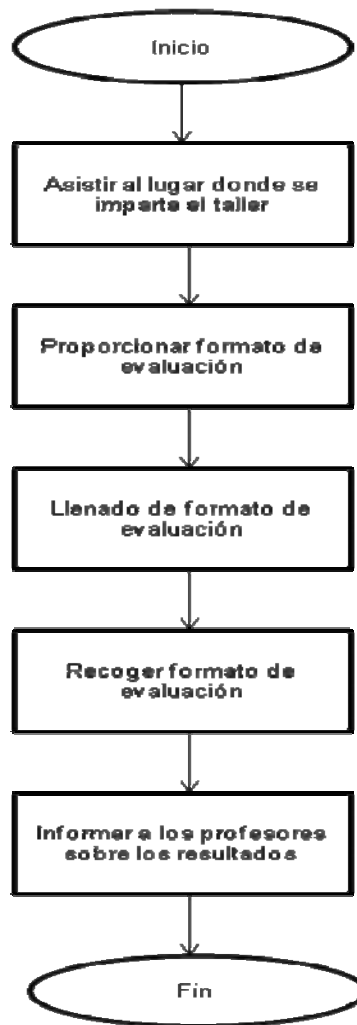 Inicio
Asistir al lugar donde se
imparte el taller
Proporcionar formato de
evaluación
Llenado de formato de
evaluación
Recoger formato de
evaluación
Informar a los profesores
sobre los resultados
Fin